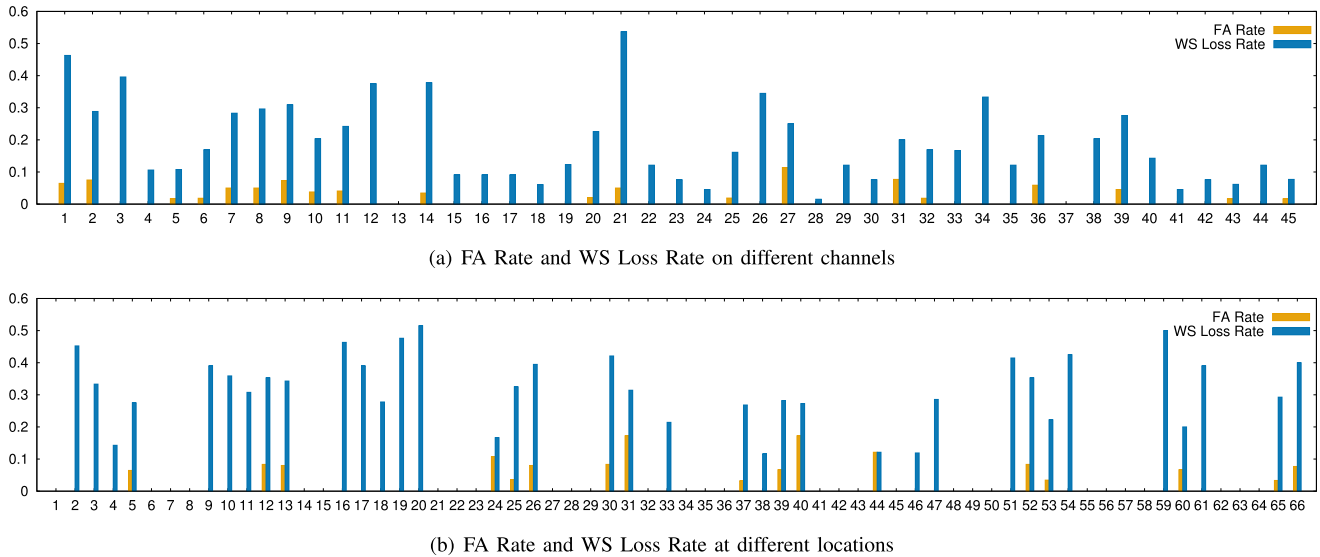 0.6
FA Rate
0.5
WS Loss Rate
0.4
0.3
0.2
0.1
0
1 2 3 4 5 6 7 8 9 10 11 12 13 14 15 16 17 18 19 20 21 22 23 24 25 26 27 28 29 30 31 32 33 34 35 36 37 38 39 40 41 42 43 44 45
(a) FA Rate and WS Loss Rate on different channels
0.6
FA Rate
0.5
WS Loss Rate
0.4
0.3
0.2
0.1
0
1 2 3 4 5 6 7 8 9 10 11 12 13 14 15 16 17 18 19 20 21 22 23 24 25 26 27 28 29 30 31 32 33 34 35 36 37 38 39 40 41 42 43 44 45 46 47 48 49 50 51 52 53 54 55 56 57 58 59 60 61 62 63 64 65 66
(b) FA Rate and WS Loss Rate at different locations